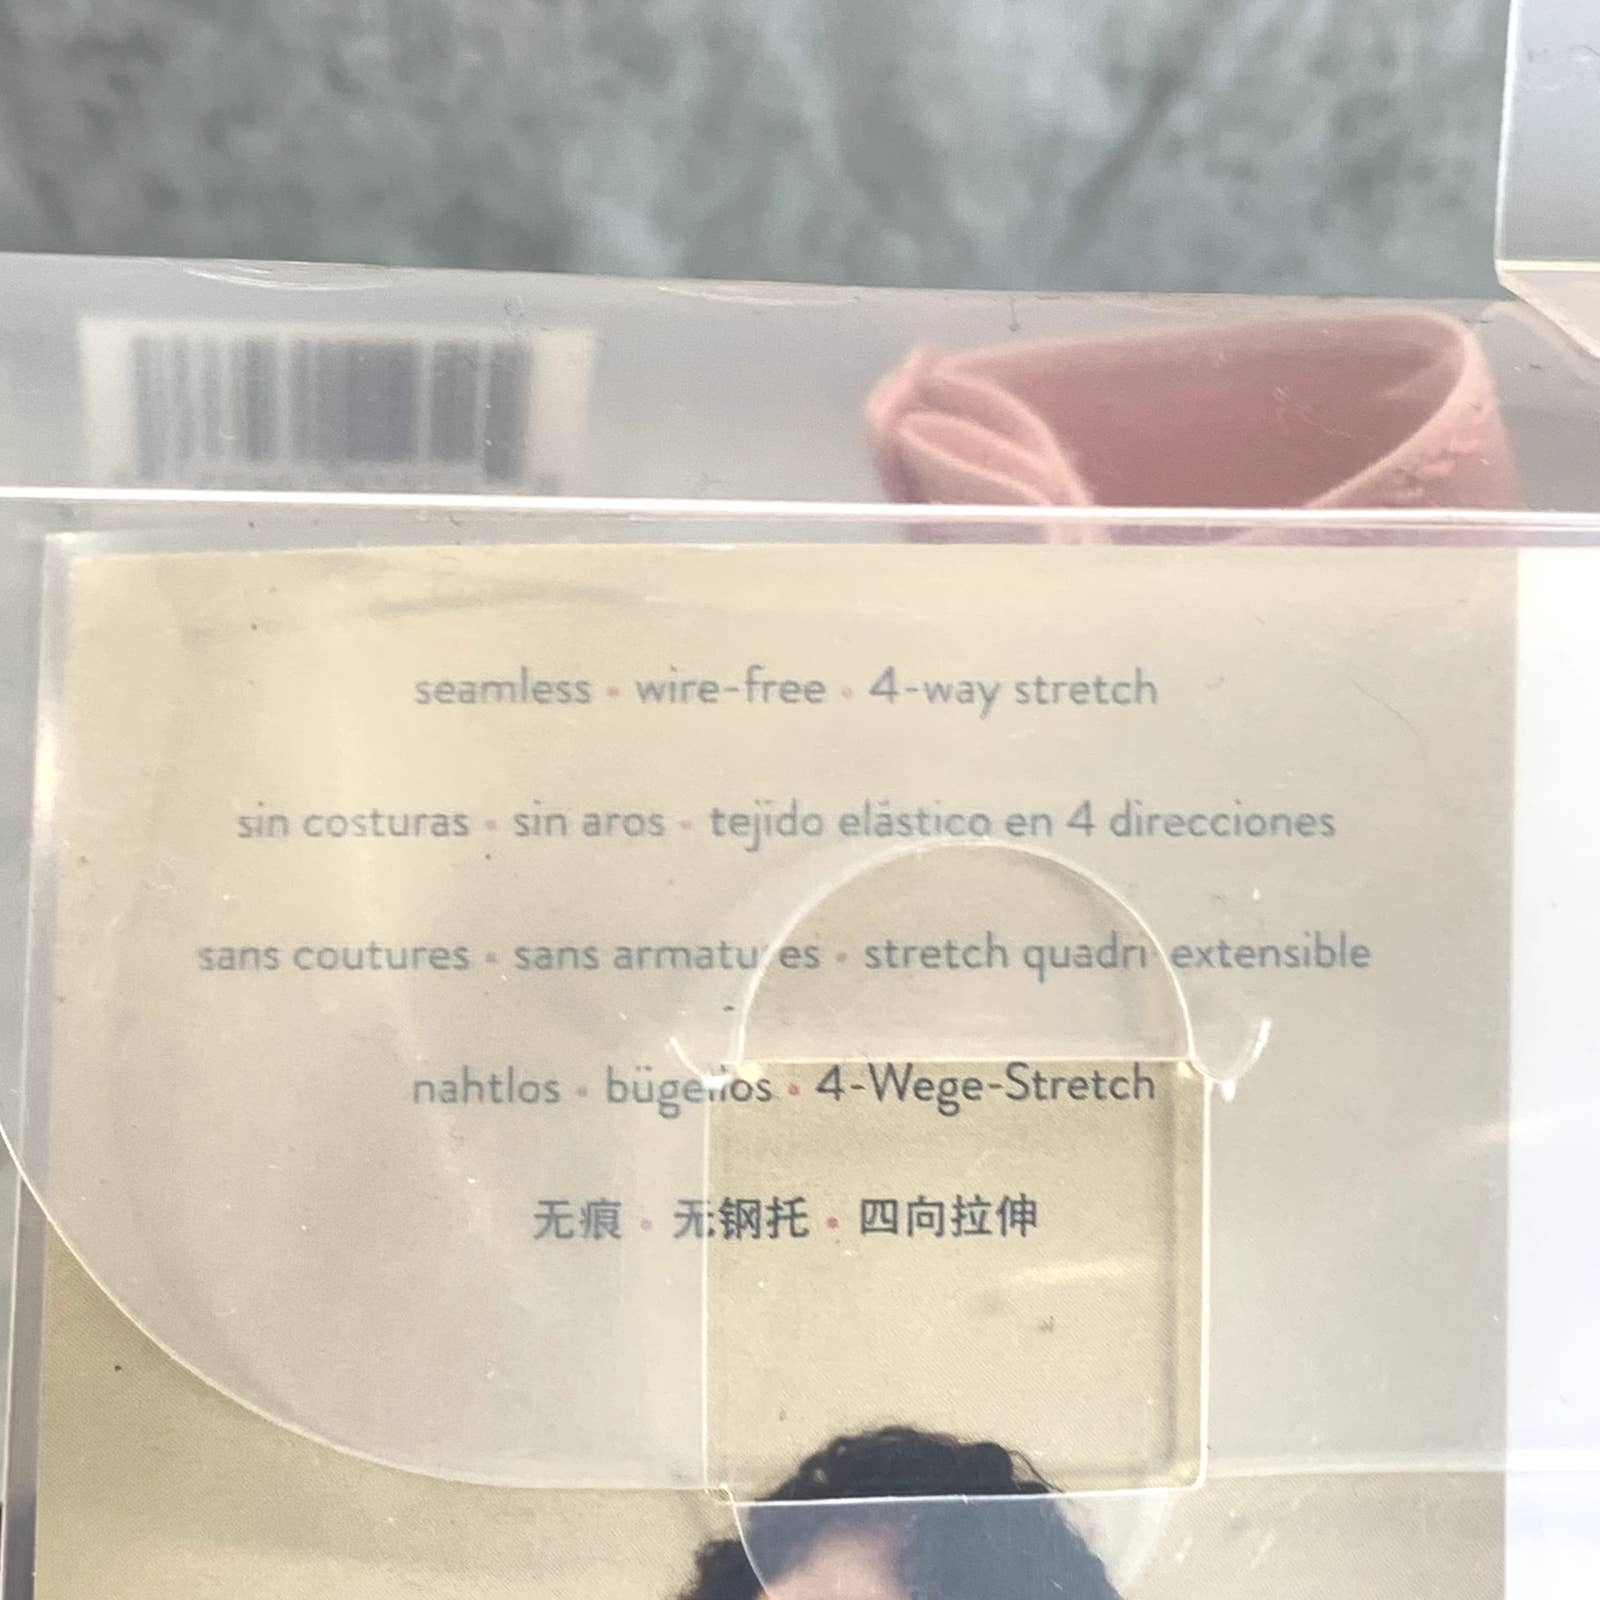 seamless • wire-free • 4-way stretch
sin costuras • sin aros • tejido elástico en 4 direcciones
sans coutures • sans armatures • stretch quadri extensible
nahtlos • bügellos • 4-Wege-Stretch
无痕 • 无钢托 • 四向拉伸